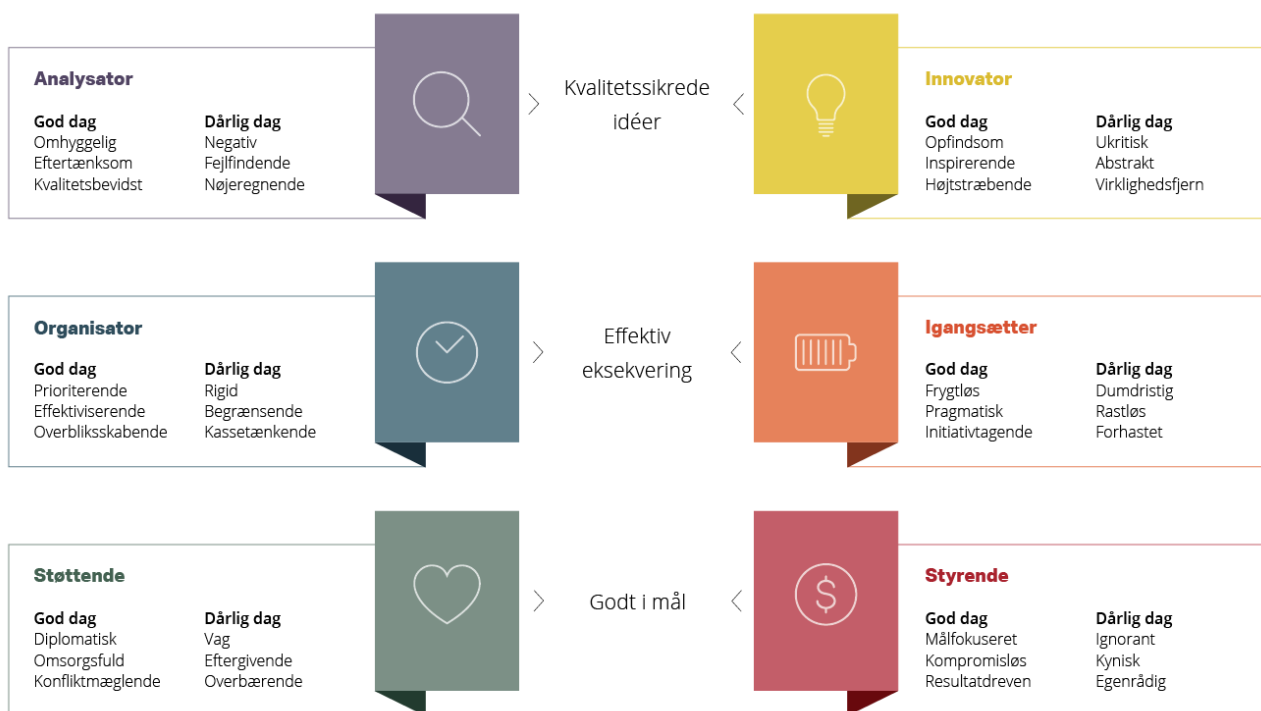 Analysator
God dag
Omhyggelig
Eftertænksom
Kvalitetsbevidst
Dårlig dag
Negativ
Fejlfindende
Nøjeregnende
Kvalitetssikrede
idéer
Innovator
God dag
Opfindsom
Inspirerende
Højtstræbende
Dårlig dag
Ukritisk
Abstrakt
Virklighedsfjern
Organisator
God dag
Prioriterende
Effektiviserende
Overbliksskabende
Dårlig dag
Rigid
Begrænsende
Kassetænkende
Effektiv
eksekvering
Igangsætter
God dag
Frygtløs
Pragmatisk
Initiativtagende
Dårlig dag
Dumdristig
Rastløs
Forhastet
Støttende
God dag
Diplomatisk
Omsorgsfuld
Konfliktmæglende
Dårlig dag
Vag
Eftergivende
Overbærende
Godt i mål
$
Styrende
God dag
Målfokuseret
Kompromisløs
Resultatdreven
Dårlig dag
Ignorant
Kynisk
Egenrådig